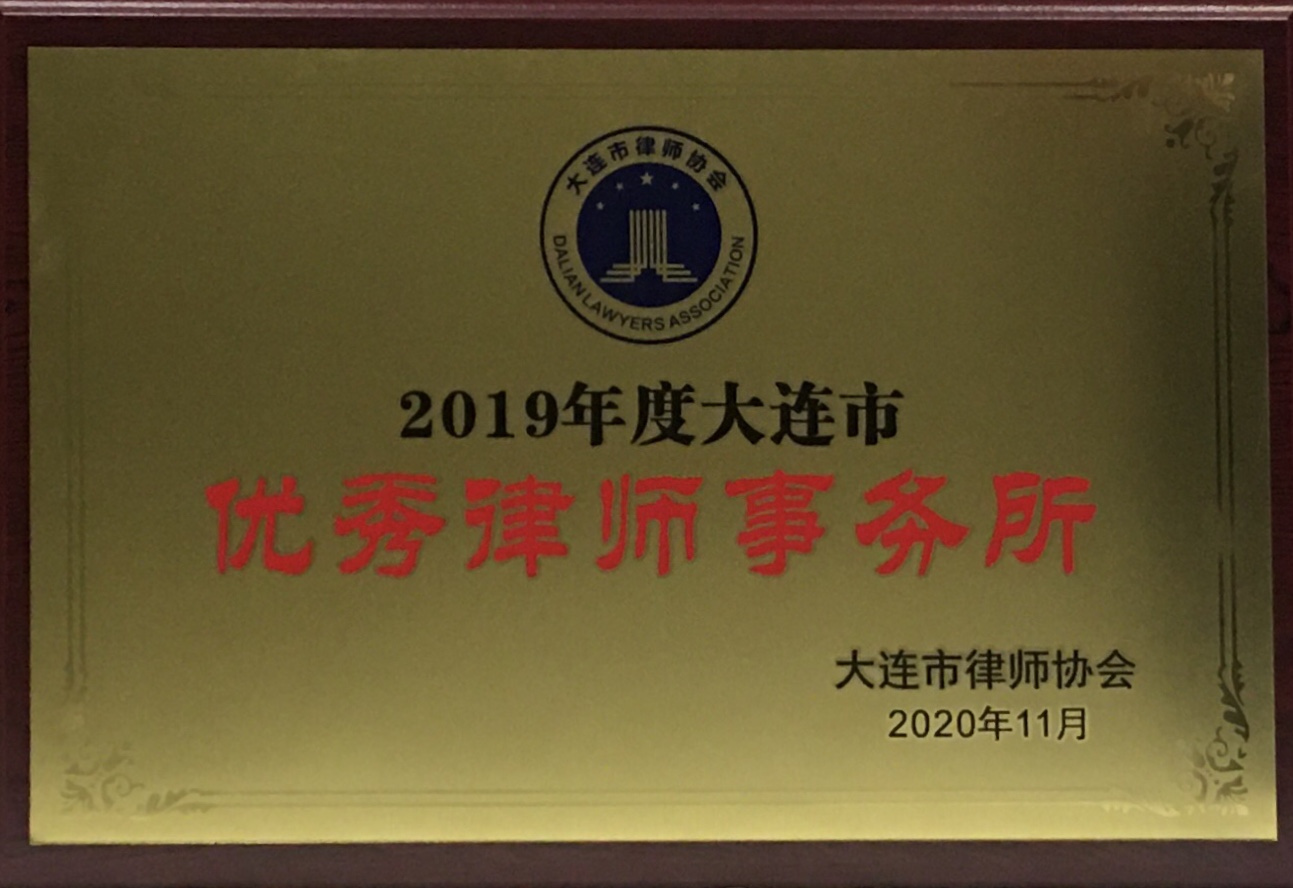 大连市律师协会
DALIAN LAWYERS ASSOCIATION
2019年度大连市
优秀律师事务所
大连市律师协会
2020年11月